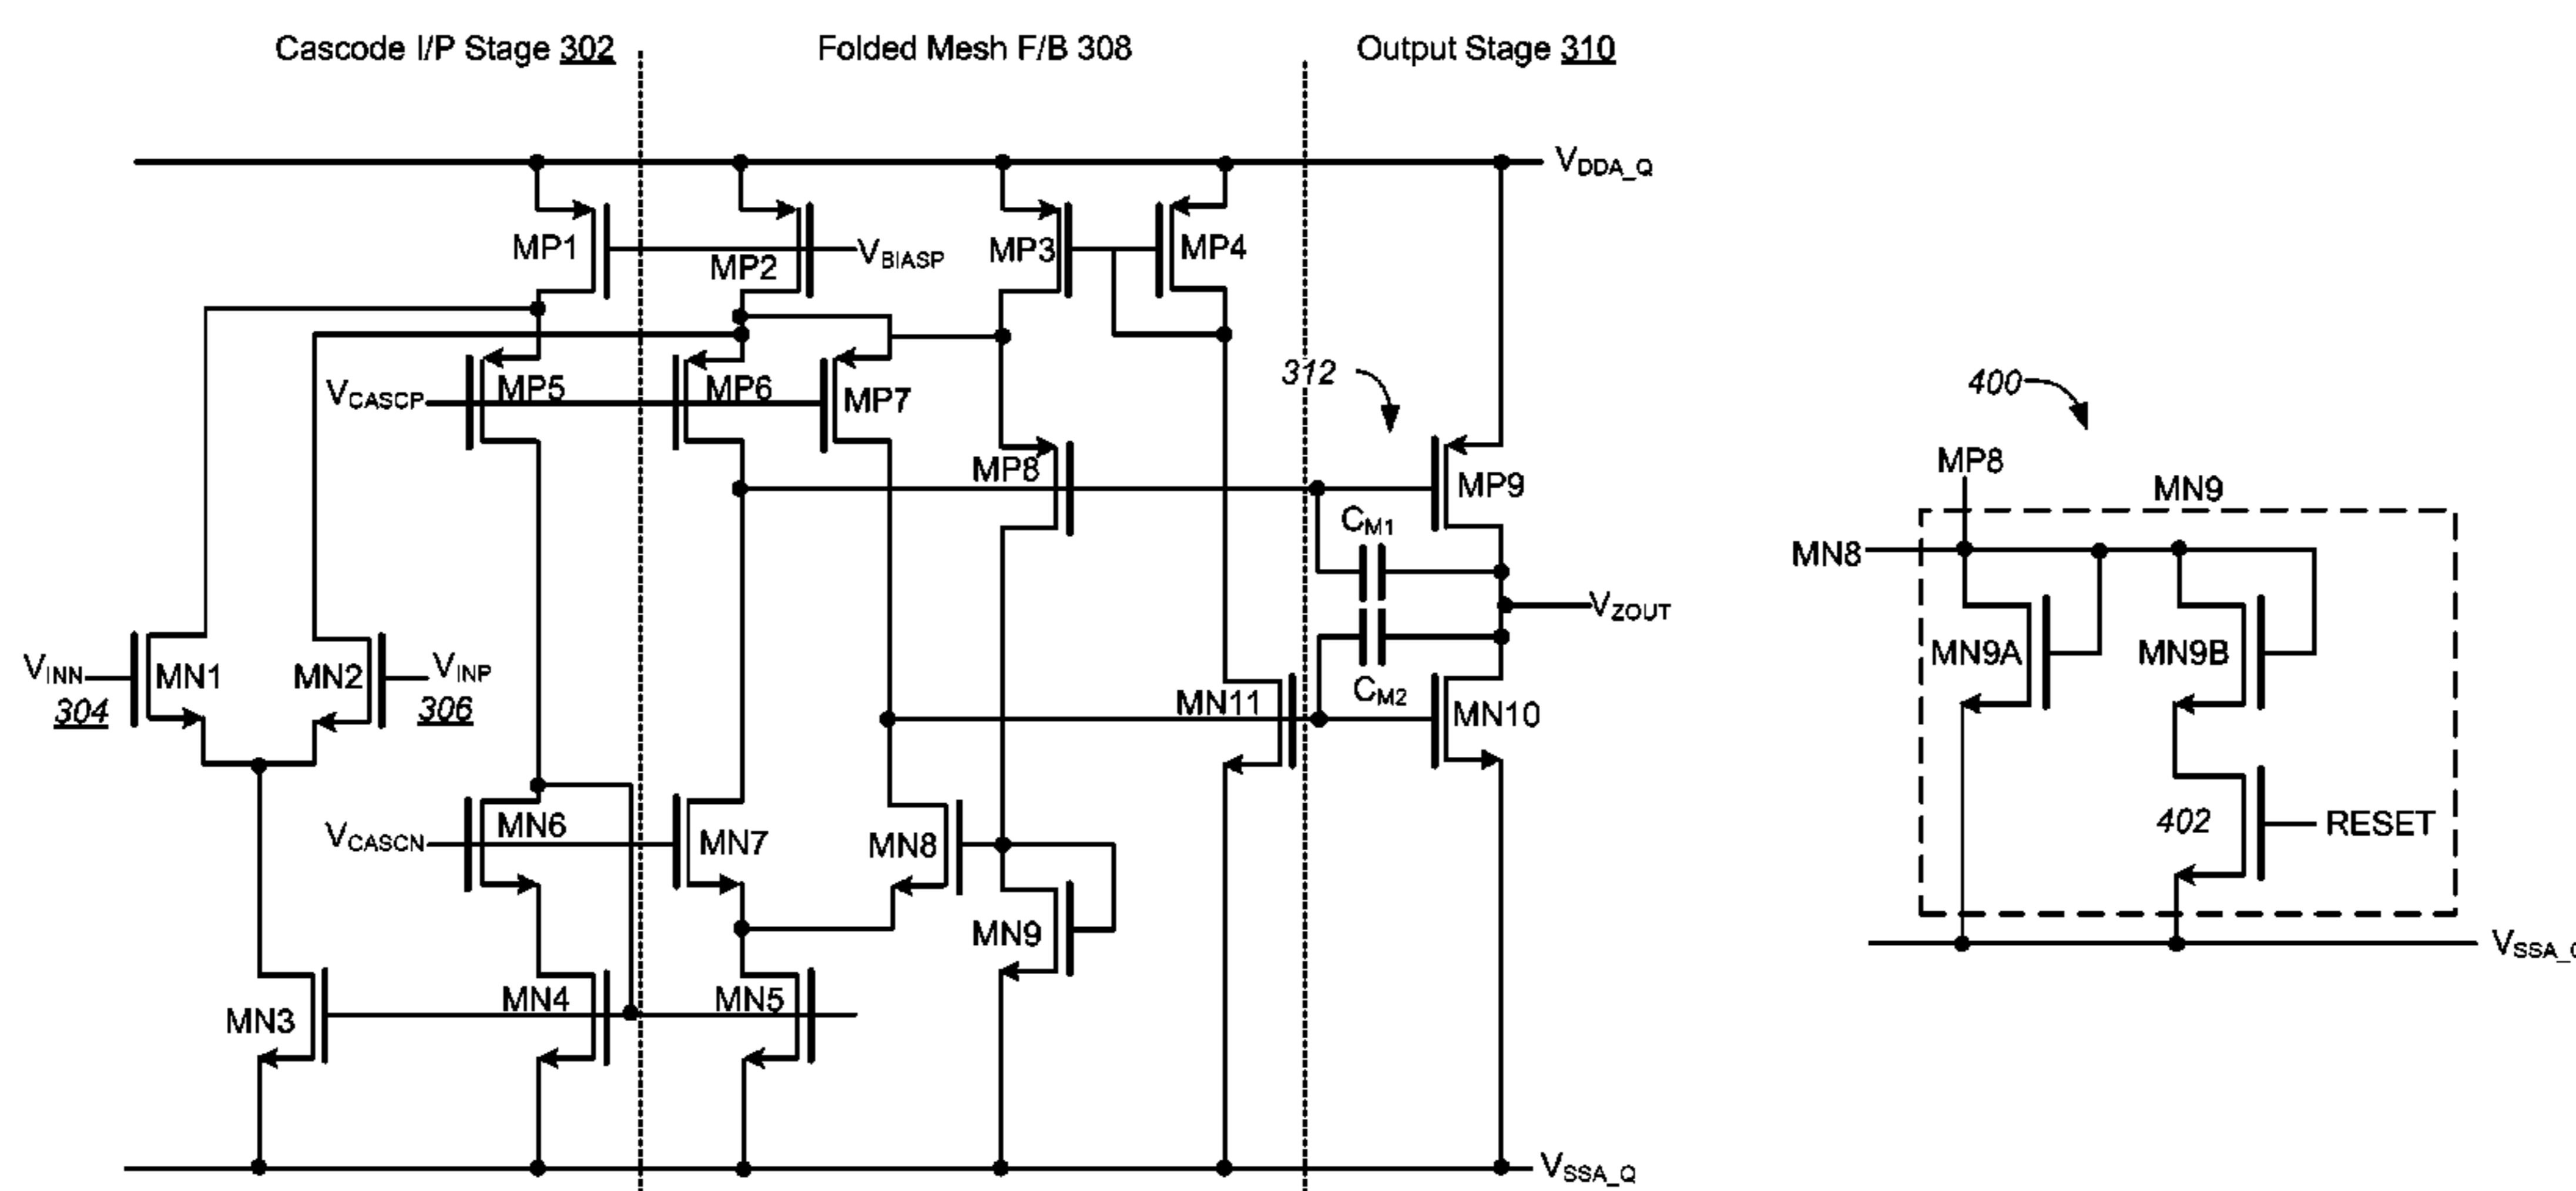 Cascode I/P Stage 302
Folded Mesh F/B 308
Output Stage 310
VDDA_Q
MP1
MP2
VBIASP
MP3
MP4
VCASCP
MP5
MP6
MP7
312
MP8
MP9
CM1
VZOUT
VINN
304
MN1
MN2
VINP
306
CM2
MN11
MN10
VCASCN
MN6
MN7
MN8
MN9
MN3
MN4
MN5
VSSA_Q
400
MP8
MN9
MN8
MN9A
MN9B
402
RESET
VSSA_